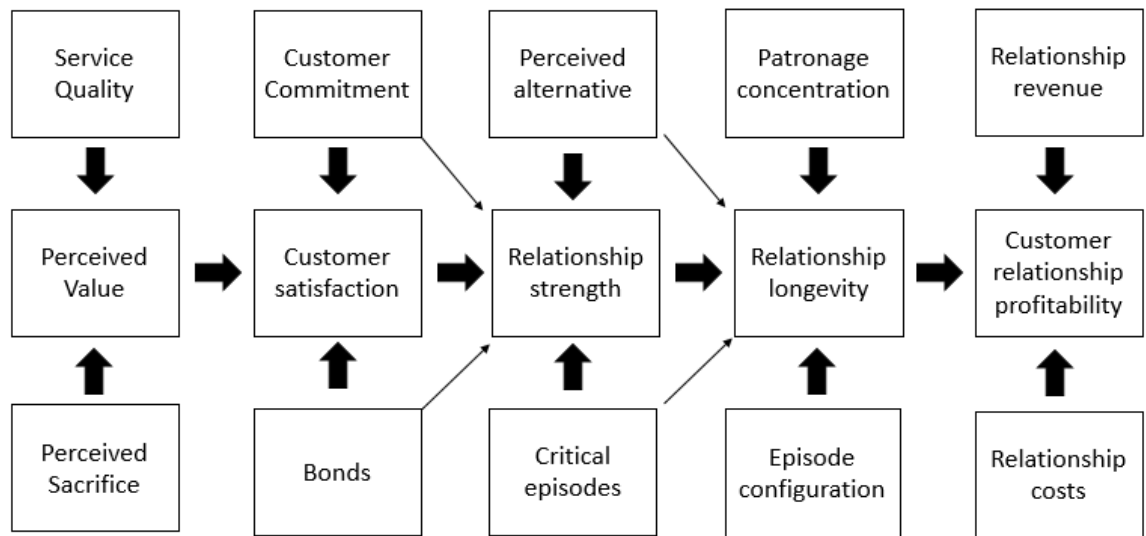 Service
Quality
Customer
Commitment
Perceived
alternative
Patronage
concentration
Relationship
revenue
Perceived
Value
Customer
satisfaction
Relationship
strength
Relationship
longevity
Customer
relationship
profitability
Perceived
Sacrifice
Bonds
Critical
episodes
Episode
configuration
Relationship
costs